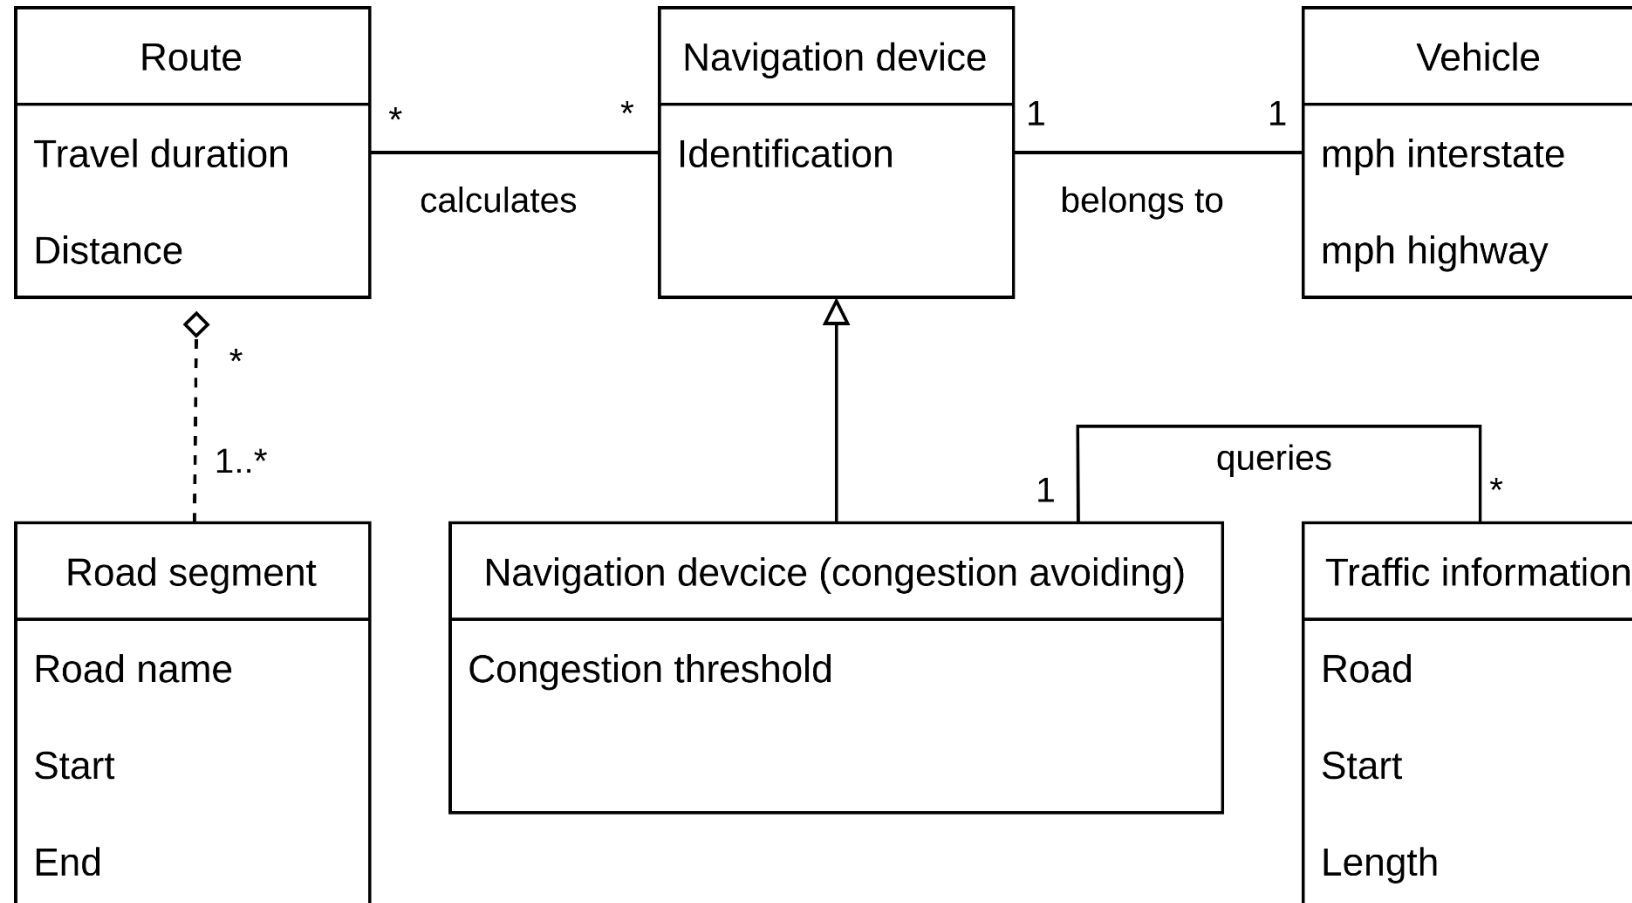 Route
Travel duration
Distance
*
*
calculates
Navigation device
Identification
1
1
belongs to
Vehicle
mph interstate
mph highway
*
1..*
Road segment
Road name
Start
End
Navigation devcice (congestion avoiding)
Congestion threshold
1
queries
*
Traffic information
Road
Start
Length